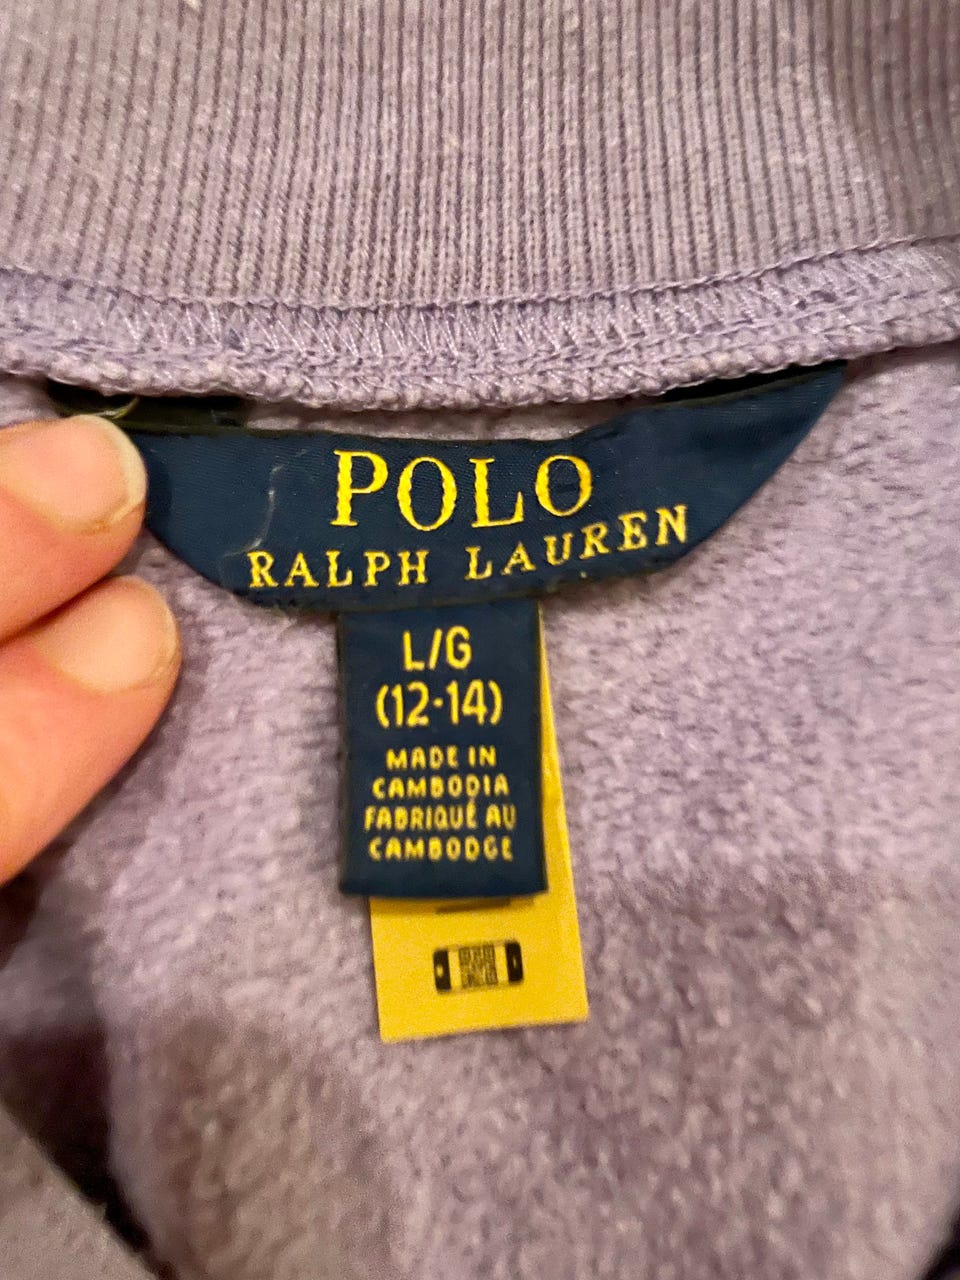 POLO
RALPH LAUREN
L/G
(12-14)
MADE IN
CAMBODIA
FABRIQUÉ AU
CAMBODGE